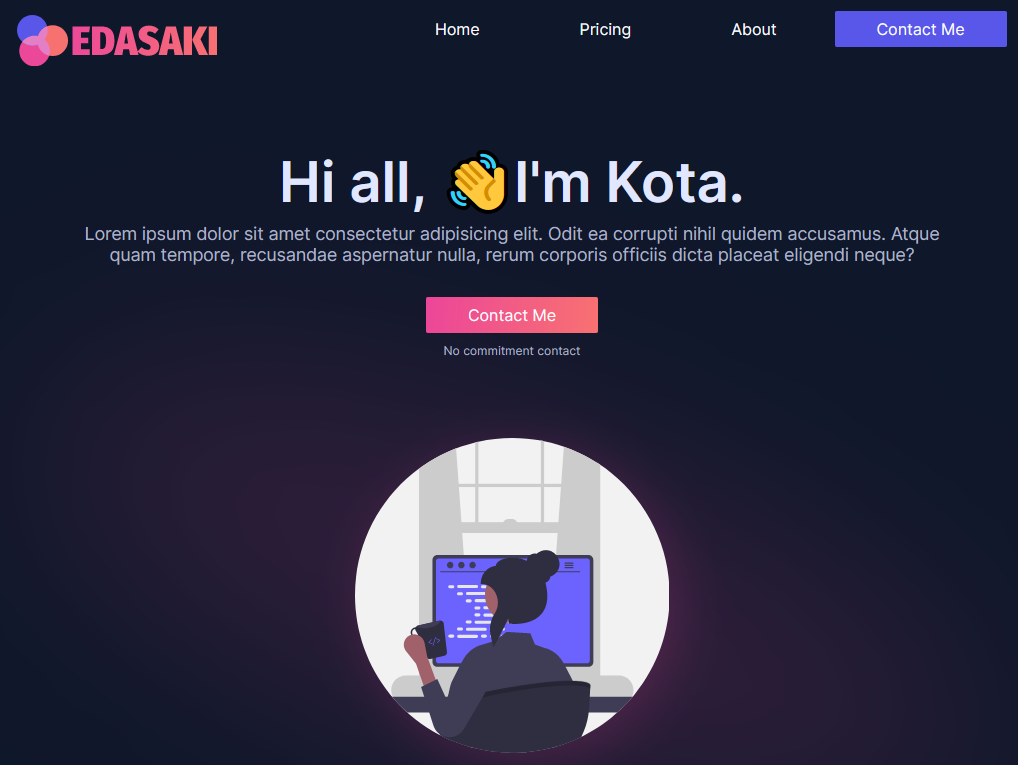 EDASAKI
Home
Pricing
About
Contact Me
Hi all, 👋I'm Kota.
Lorem ipsum dolor sit amet consectetur adipisicing elit. Odit ea corrupti nihil quidem accusamus. Atque
quam tempore, recusandae aspernatur nulla, rerum corporis officiis dicta placeat eligendi neque?
Contact Me
No commitment contact
</>